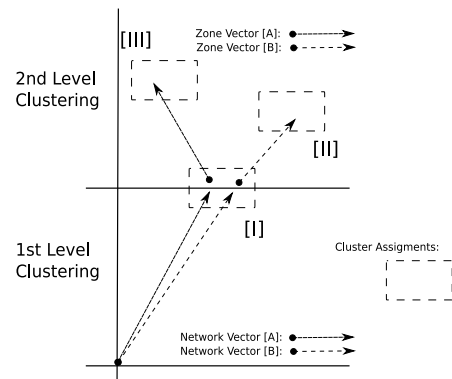 [III]
Zone Vector [A]:
Zone Vector [B]:
2nd Level
Clustering
[II]
[I]
1st Level
Clustering
Cluster Assigments:
Network Vector [A]:
Network Vector [B]: